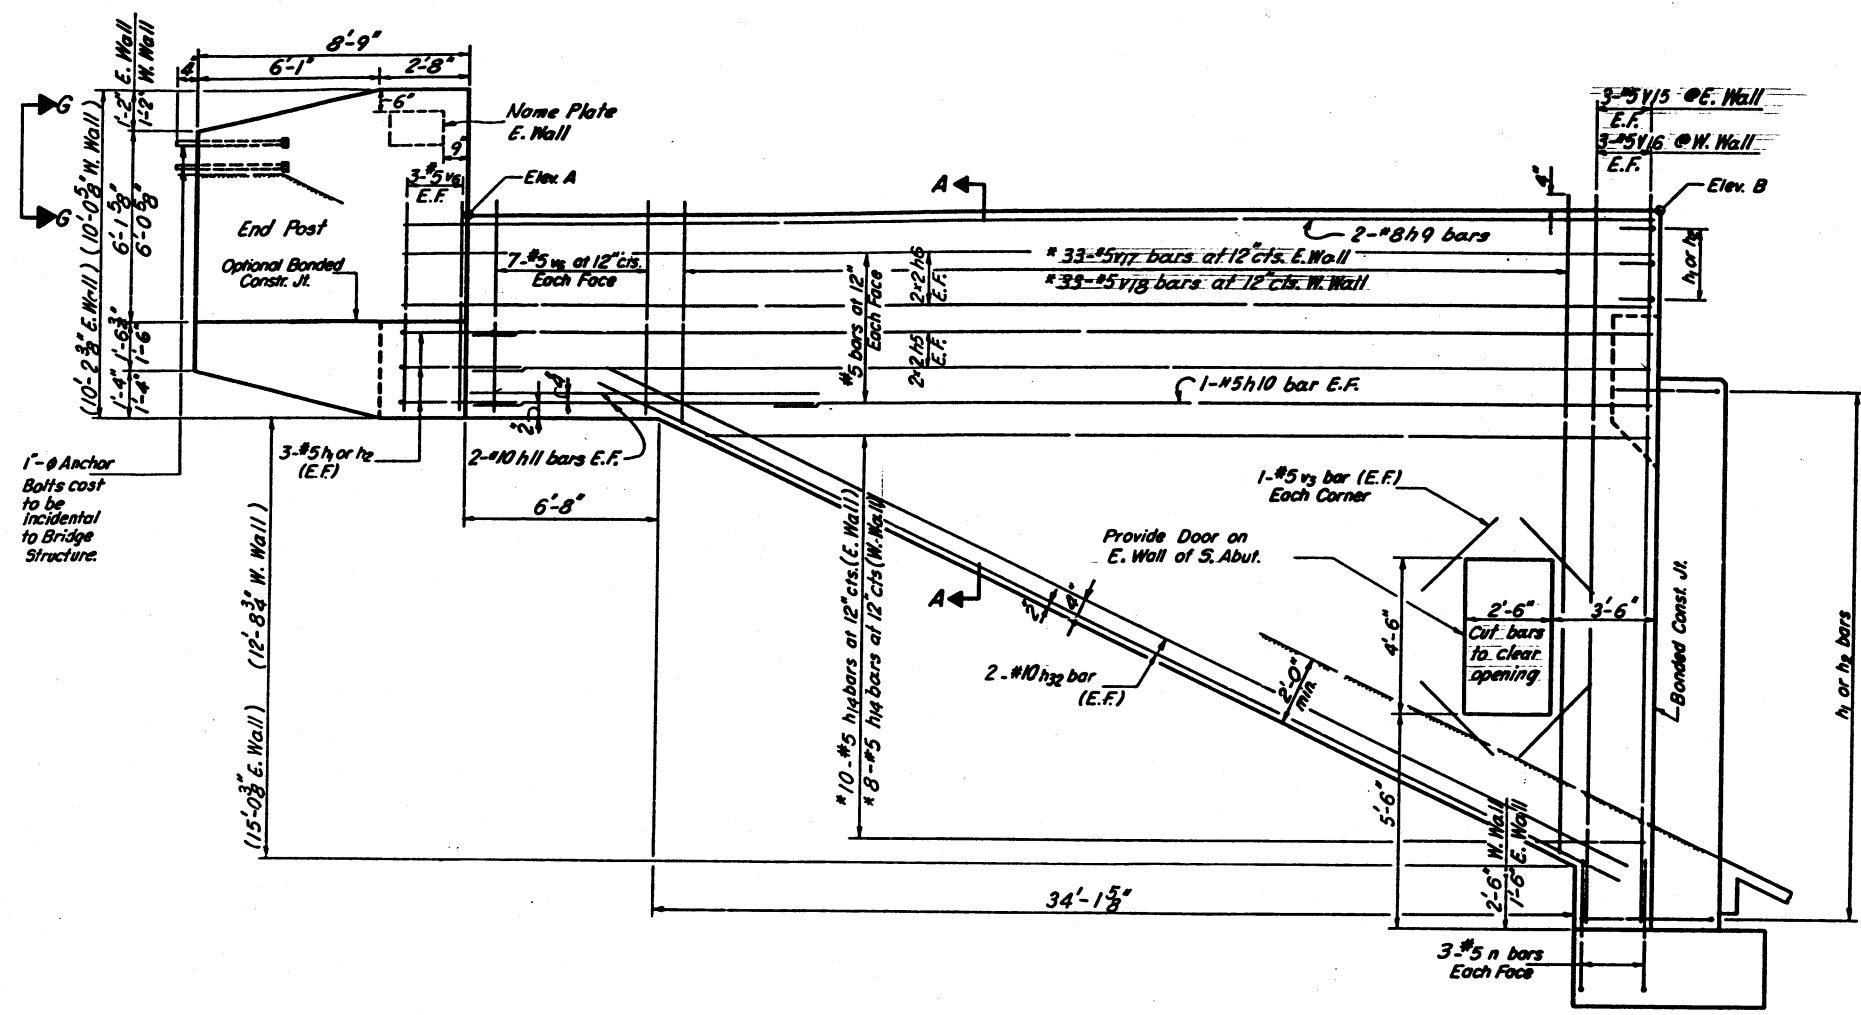 8'-9"
4"
6'-1"
2'-8"
1'-2" E. Wall
1'-2" W. Wall
G
G
6"
Name Plate
E. Wall
9"
3-#5 v6
E.F.
Elev. A
A
4"
3-#5 v15 @E. Wall
E.F.
3-#5 v16 @W. Wall
E.F.
Elev. B
(10'-2 3/8" E. Wall) (10'-0 5/8" W. Wall)
6'-1 5/8"
6'-0 5/8"
End Post
Optional Bonded
Constr. Jt.
2-#8 h9 bars
7-#5 v6 at 12" cts.
Each Face
#5 bars at 12"
Each Face
2x2 h6
E.F.
* 33-#5 v17 bars at 12" cts. E. Wall
* 33-#5 v18 bars at 12" cts. W. Wall
h1 or h2
1'-6 3/8"
1'-6"
1'-4"
1'-4"
2x2 h5
E.F.
1-#5 h10 bar E.F.
2"
4"
1"-ø Anchor
Bolts cost
to be
incidental
to Bridge
Structure.
3-#5 h1 or h2
(E.F.)
2-#10 h11 bars E.F.
6'-8"
1-#5 v3 bar (E.F.)
Each Corner
Provide Door on
E. Wall of S. Abut.
(15'-0 3/8" E. Wall) (12'-8 3/4" W. Wall)
* 10-#5 h14 bars at 12" cts. (E. Wall)
* 8-#5 h14 bars at 12" cts (W. Wall)
A
2"
4"
2-#10 h32 bar
(E.F.)
2'-0"
min.
4'-6"
2'-6"
3'-6"
Cut bars
to clear
opening
Bonded Const. Jt.
h1 or h2 bars
5'-6"
2'-6" W. Wall
1'-6" E. Wall
34'-1 5/8"
3-#5 n bars
Each Face